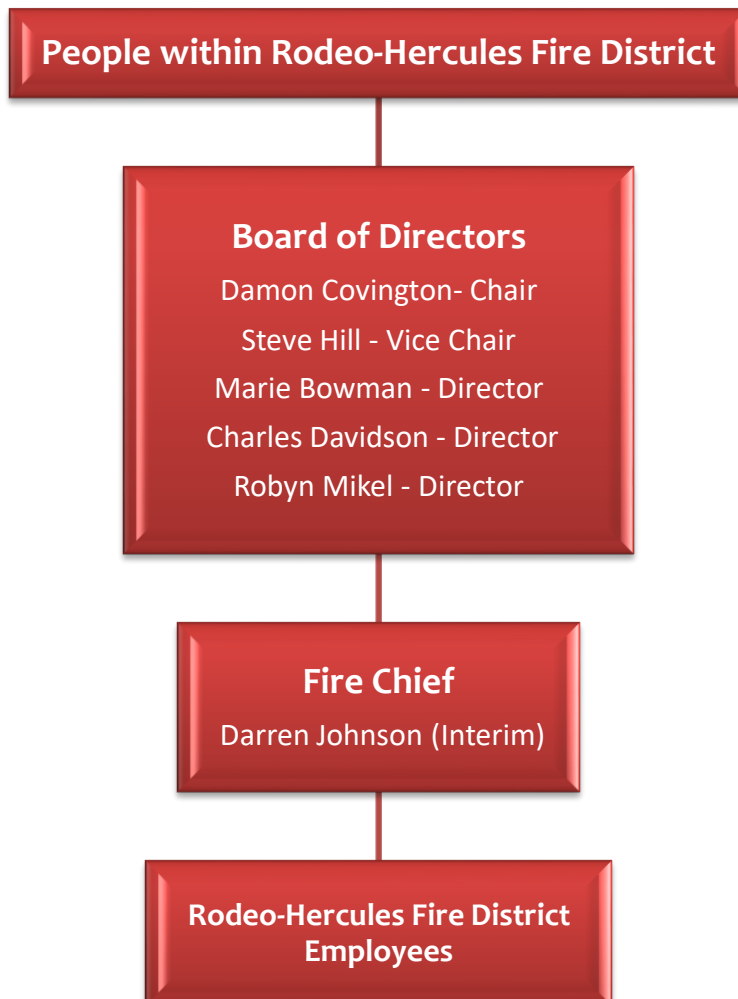 People within Rodeo-Hercules Fire District
Board of Directors
Damon Covington- Chair
Steve Hill - Vice Chair
Marie Bowman - Director
Charles Davidson - Director
Robyn Mikel - Director
Fire Chief
Darren Johnson (Interim)
Rodeo-Hercules Fire District
Employees